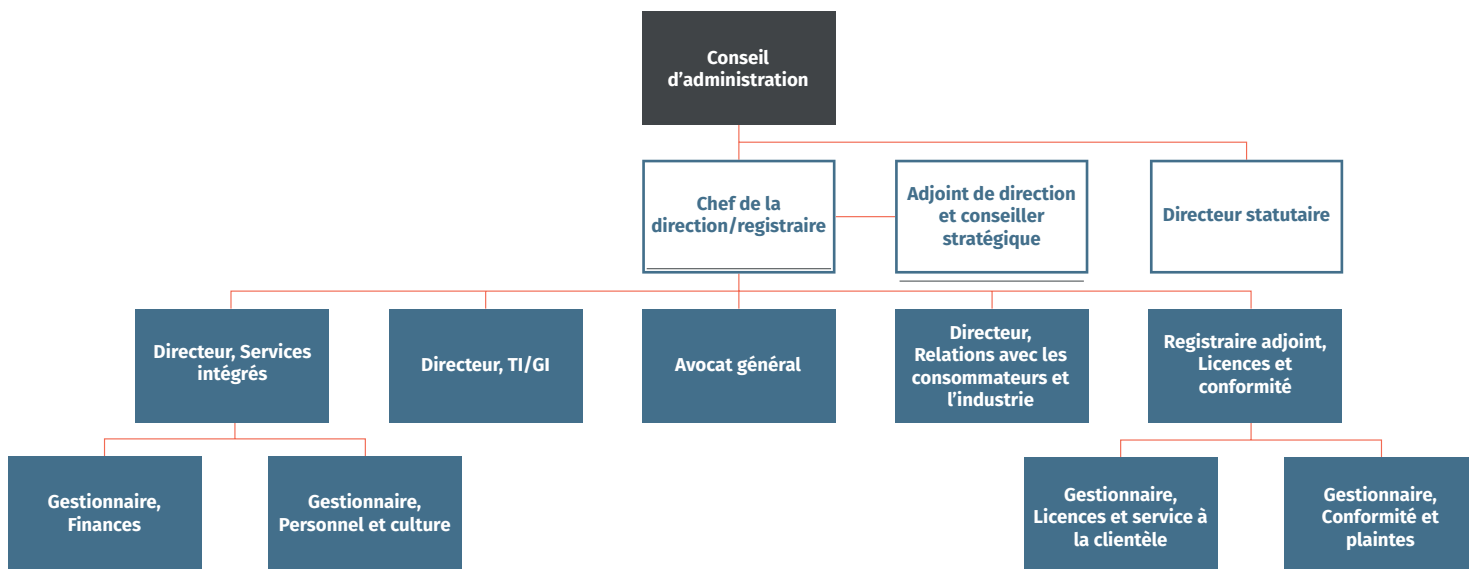 Conseil
d’administration
Chef de la
direction/registraire
Adjoint de direction
et conseiller
stratégique
Directeur statutaire
Directeur, Services
intégrés
Directeur, TI/GI
Avocat général
Directeur,
Relations avec les
consommateurs et
l’industrie
Registraire adjoint,
Licences et
conformité
Gestionnaire,
Finances
Gestionnaire,
Personnel et culture
Gestionnaire,
Licences et service à
la clientèle
Gestionnaire,
Conformité et
plaintes